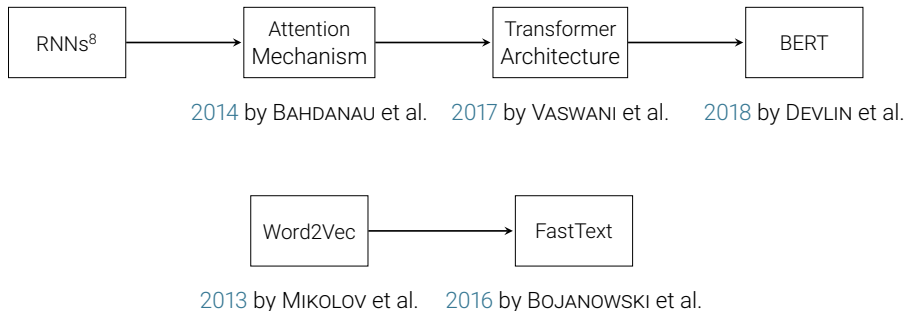 RNNs⁸
Attention
Mechanism
Transformer
Architecture
BERT
2014 by BAHDANAU et al.
2017 by VASWANI et al.
2018 by DEVLIN et al.
Word2Vec
FastText
2013 by MIKOLOV et al.
2016 by BOJANOWSKI et al.